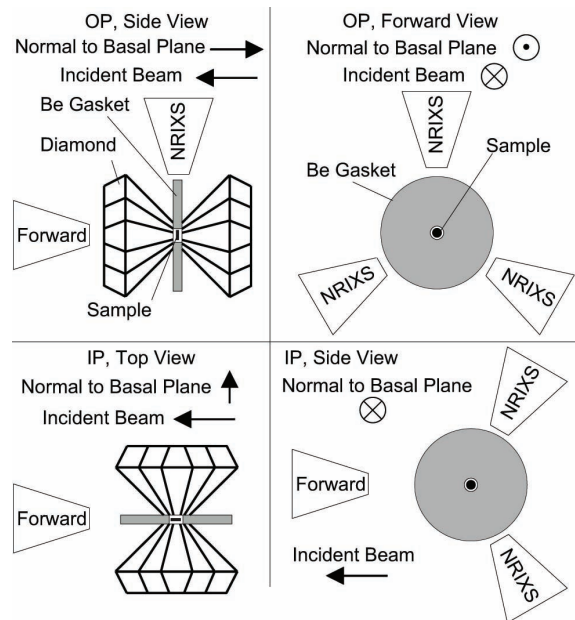 OP, Side View
Normal to Basal Plane
Incident Beam
Be Gasket
Diamond
NRIXS
Forward
Sample
OP, Forward View
Normal to Basal Plane
Incident Beam
NRIXS
Sample
Be Gasket
NRIXS
NRIXS
IP, Top View
Normal to Basal Plane
Incident Beam
Forward
IP, Side View
Normal to Basal Plane
NRIXS
Forward
Incident Beam
NRIXS